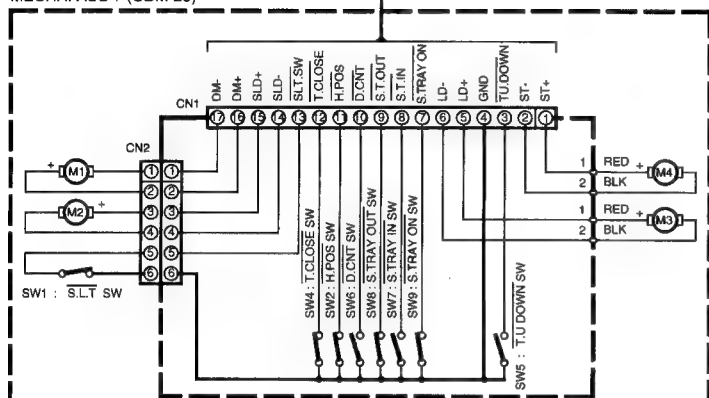 DM-
DM+
SLD+
SLD-
SLT.SW
T.CLOSE
H.POS
D.CNT
S.T.OUT
S.T.IN
S.TRAY ON
LD-
LD+
GND
TU.DOWN
ST-
ST+
CN1
17 16 15 14 13 12 11 10 9 8 7 6 5 4 3 2 1
CN2
+ M1
1 1
2 2
M2 +
3 3
4 4
5 5
6 6
SW1 : S.L.T SW
SW4 : T.CLOSE SW
SW2 : H.POS SW
SW6 : D.CNT SW
SW8 : S.TRAY OUT SW
SW7 : S.TRAY IN SW
SW9 : S.TRAY ON SW
SW5 : T.U DOWN SW
1 RED
+ M4
2 BLK
1 RED
+ M3
2 BLK